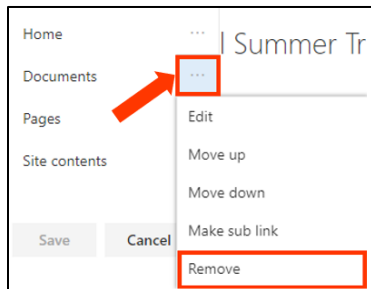 Home ...
l Summer Tr
Documents ...
Pages
Edit
Site contents
Move up
Move down
Make sub link
Save Cancel
Remove